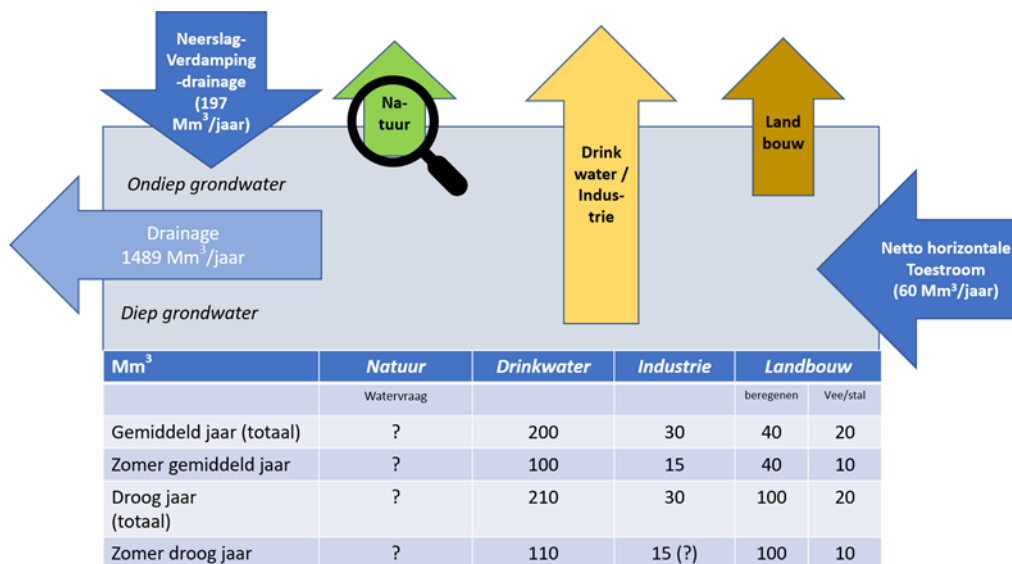 Neerslag-
Verdamping
-drainage
(197
Mm³/jaar)
Na-
tuur
Drink
water /
Indus-
trie
Land
bouw
Ondiep grondwater
Drainage
1489 Mm³/jaar
Diep grondwater
Netto horizontale
Toestroom
(60 Mm³/jaar)
Mm³ Natuur Drinkwater Industrie Landbouw
Watervraag beregenen Vee/stal
Gemiddeld jaar (totaal) ? 200 30 40 20
Zomer gemiddeld jaar ? 100 15 40 10
Droog jaar ? 210 30 100 20
(totaal)
Zomer droog jaar ? 110 15 (?) 100 10